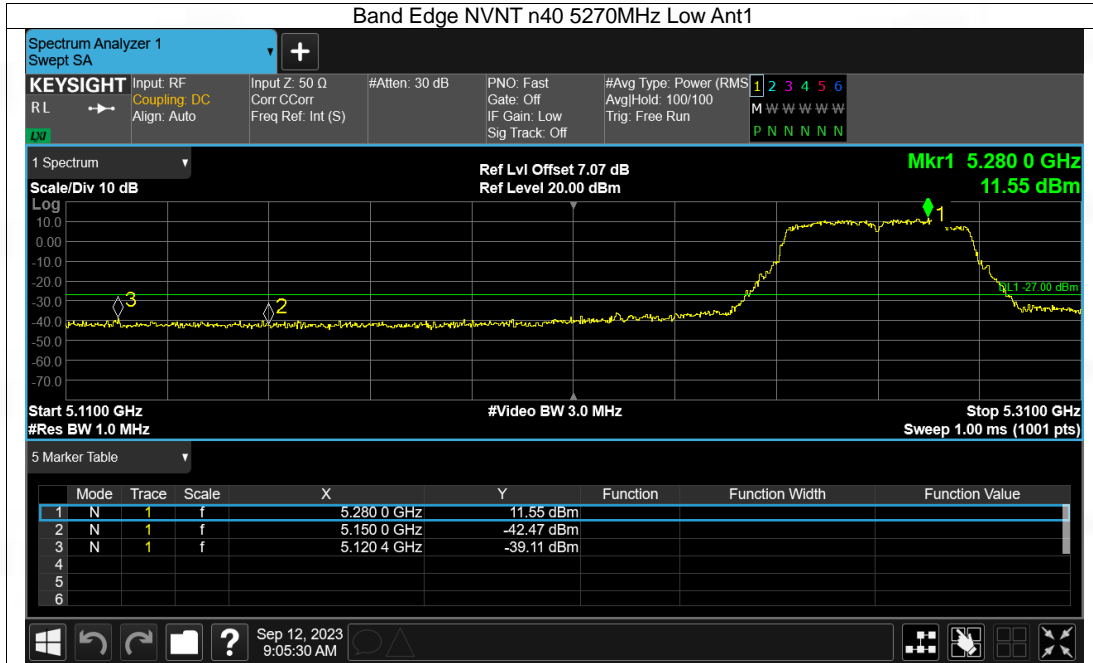 Band Edge NVNT n40 5270MHz Low Ant1
Spectrum Analyzer 1
Swept SA
KEYSIGHT
Input: RF
Input Z: 50 Ω
#Atten: 30 dB
PNO: Fast
#Avg Type: Power (RMS
1 2 3 4 5 6
RL
Coupling: DC
Corr CCorr
Gate: Off
Avg|Hold: 100/100
M W W W W W
Align: Auto
Freq Ref: Int (S)
IF Gain: Low
Trig: Free Run
LXI
Sig Track: Off
P N N N N N
1 Spectrum
Ref Lvl Offset 7.07 dB
Mkr1 5.280 0 GHz
Scale/Div 10 dB
Ref Level 20.00 dBm
11.55 dBm
Log
10.0
1
0.00
-10.0
-20.0
DL1 -27.00 dBm
-30.0
3
2
-40.0
-50.0
-60.0
-70.0
Start 5.1100 GHz
#Video BW 3.0 MHz
Stop 5.3100 GHz
#Res BW 1.0 MHz
Sweep 1.00 ms (1001 pts)
5 Marker Table
Mode Trace Scale X Y Function Function Width Function Value
1 N 1 f 5.280 0 GHz 11.55 dBm
2 N 1 f 5.150 0 GHz -42.47 dBm
3 N 1 f 5.120 4 GHz -39.11 dBm
4
5
6
?
Sep 12, 2023
9:05:30 AM